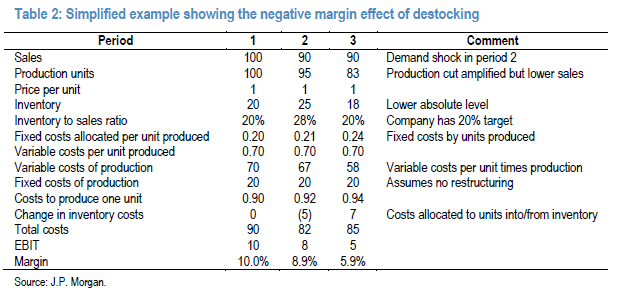 Table 2: Simplified example showing the negative margin effect of destocking
Period 1 2 3 Comment
Sales 100 90 90 Demand shock in period 2
Production units 100 95 83 Production cut amplified but lower sales
Price per unit 1 1 1
Inventory 20 25 18 Lower absolute level
Inventory to sales ratio 20% 28% 20% Company has 20% target
Fixed costs allocated per unit produced 0.20 0.21 0.24 Fixed costs by units produced
Variable costs per unit produced 0.70 0.70 0.70
Variable costs of production 70 67 58 Variable costs per unit times production
Fixed costs of production 20 20 20 Assumes no restructuring
Costs to produce one unit 0.90 0.92 0.94
Change in inventory costs 0 (5) 7 Costs allocated to units into/from inventory
Total costs 90 82 85
EBIT 10 8 5
Margin 10.0% 8.9% 5.9%
Source: J.P. Morgan.